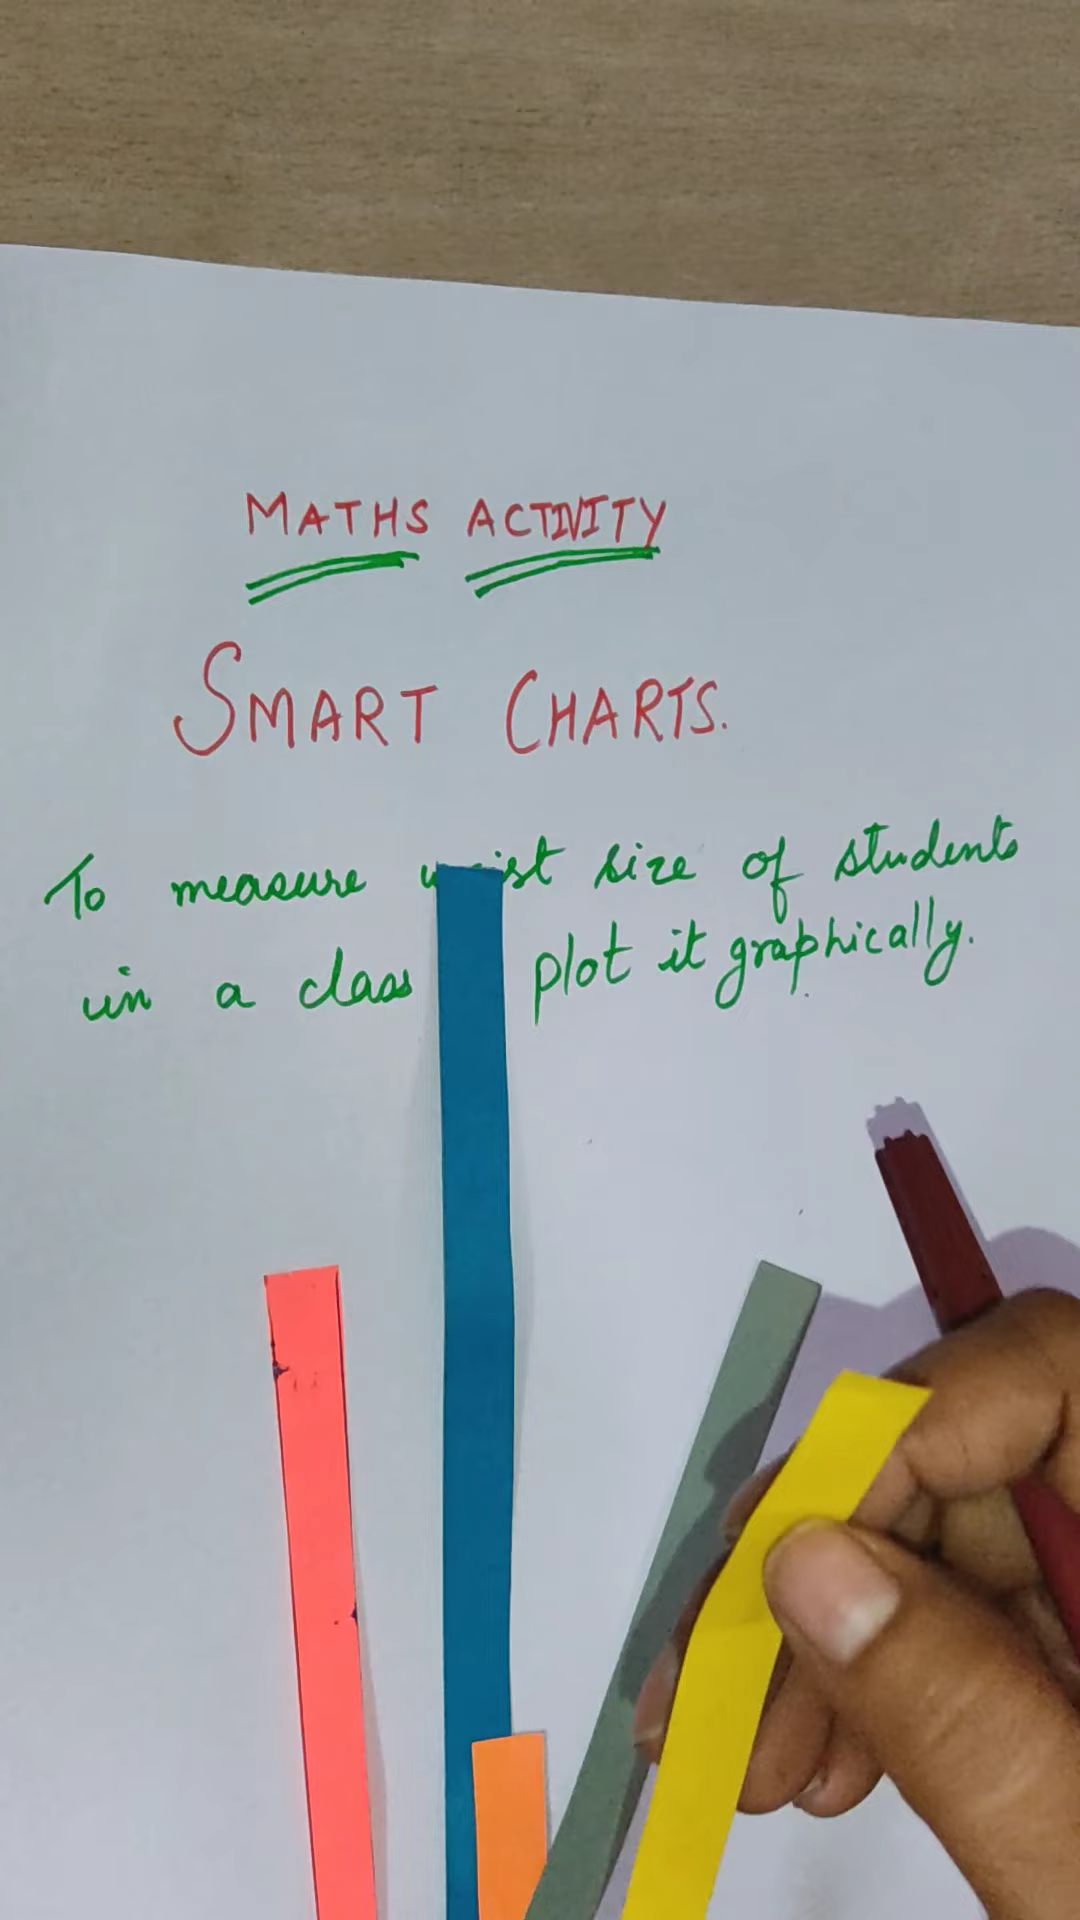 MATHS ACTIVITY
SMART CHARTS.
To measure size of students
in a class plot it graphically.